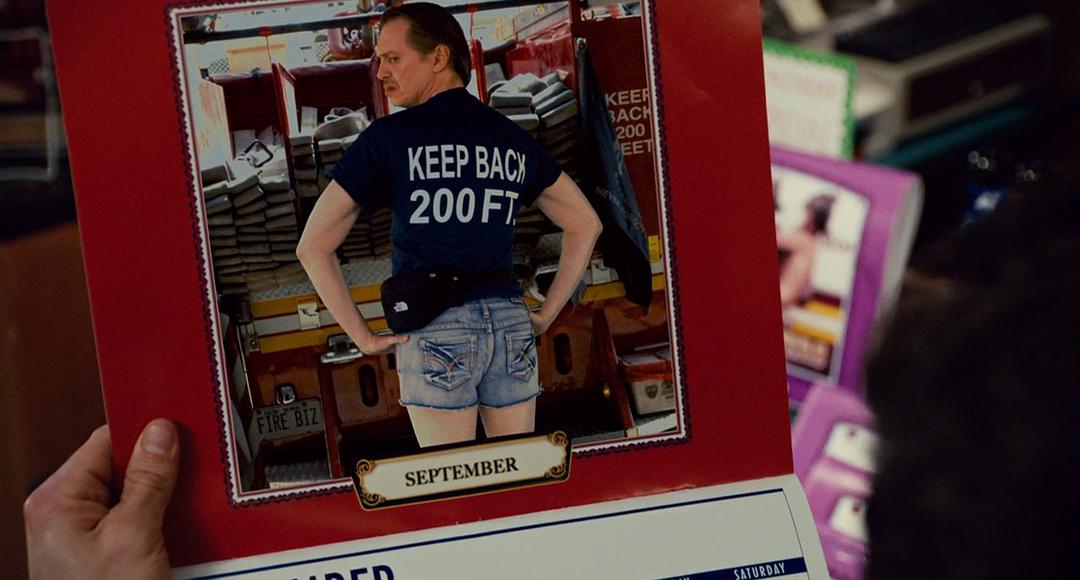 KEEP
BACK
200
FEET
KEEP BACK
200 FT.
FIRE BIZ
SEPTEMBER
SATURDAY